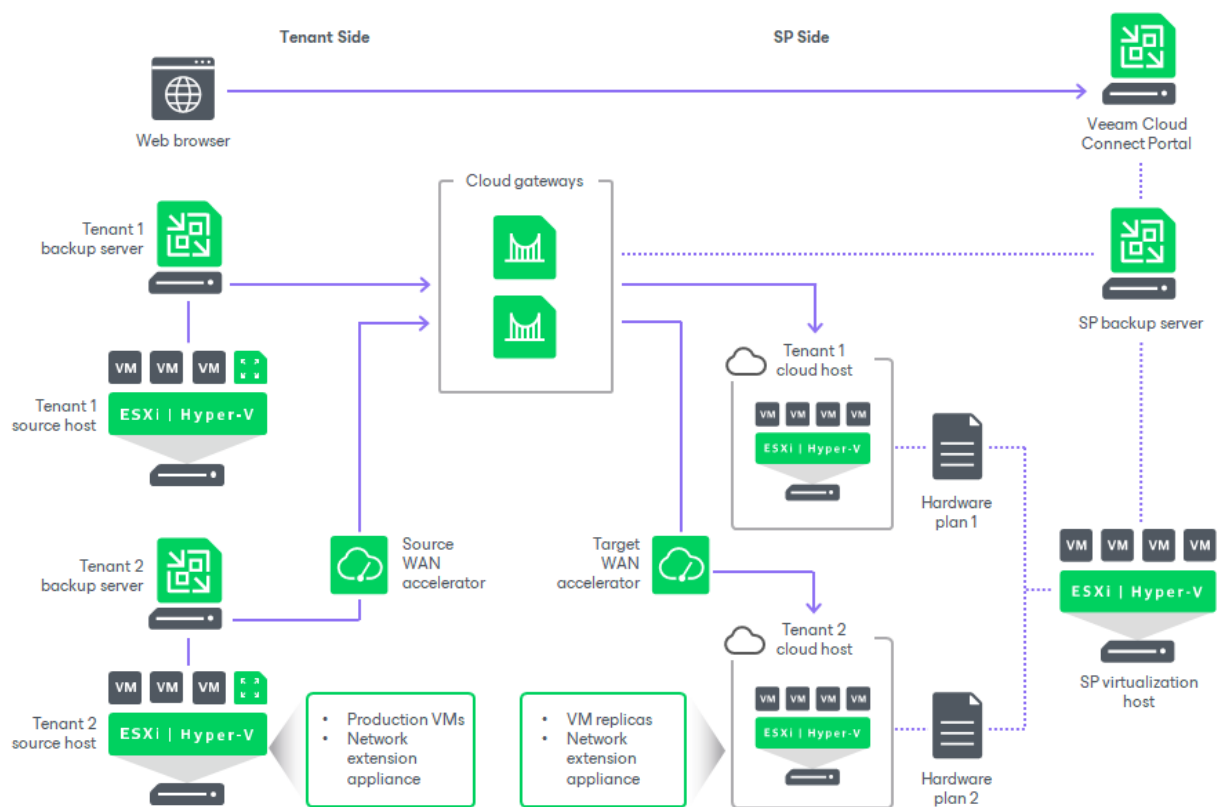 Tenant Side
SP Side
Web browser
Veeam Cloud
Connect Portal
Cloud gateways
Tenant 1
backup server
SP backup server
VM VM VM
Tenant 1
source host
ESXi | Hyper-V
Tenant 1
cloud host
VM VM VM VM
ESXi | Hyper-V
Hardware
plan 1
Tenant 2
backup server
Source
WAN
accelerator
Target
WAN
accelerator
VM VM VM VM
ESXi | Hyper-V
SP virtualization
host
Tenant 2
cloud host
VM VM VM
Tenant 2
source host
ESXi | Hyper-V
• Production VMs
• Network
extension
appliance
• VM replicas
• Network
extension
appliance
VM VM VM VM
ESXi | Hyper-V
Hardware
plan 2